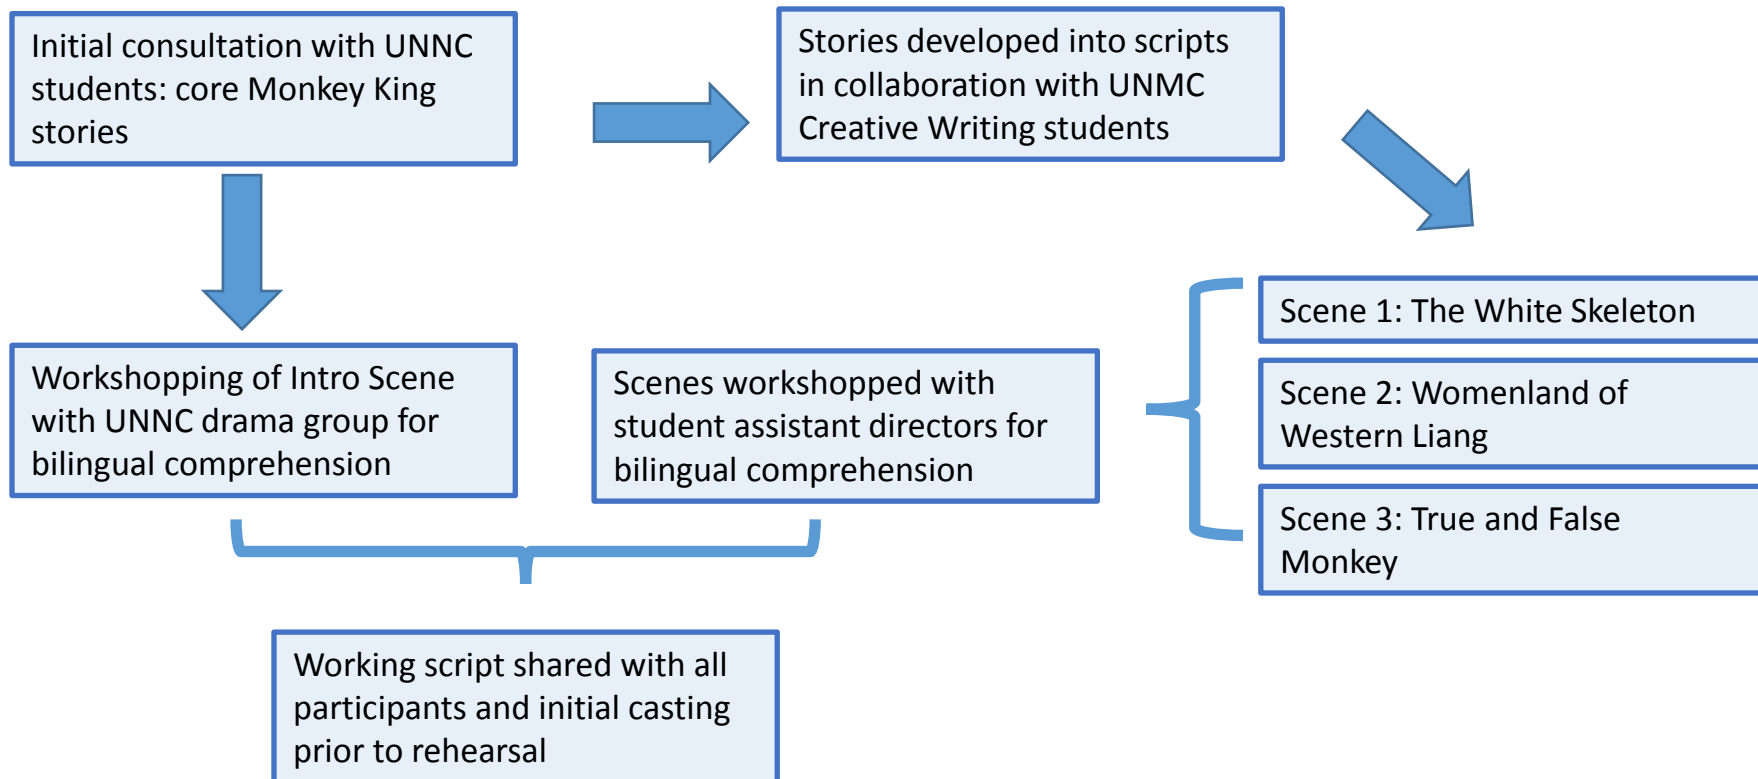 Initial consultation with UNNC
students: core Monkey King
stories
Stories developed into scripts
in collaboration with UNMC
Creative Writing students
Scene 1: The White Skeleton
Scene 2: Womenland of
Western Liang
Scene 3: True and False
Monkey
Workshopping of Intro Scene
with UNNC drama group for
bilingual comprehension
Scenes workshopped with
student assistant directors for
bilingual comprehension
Working script shared with all
participants and initial casting
prior to rehearsal